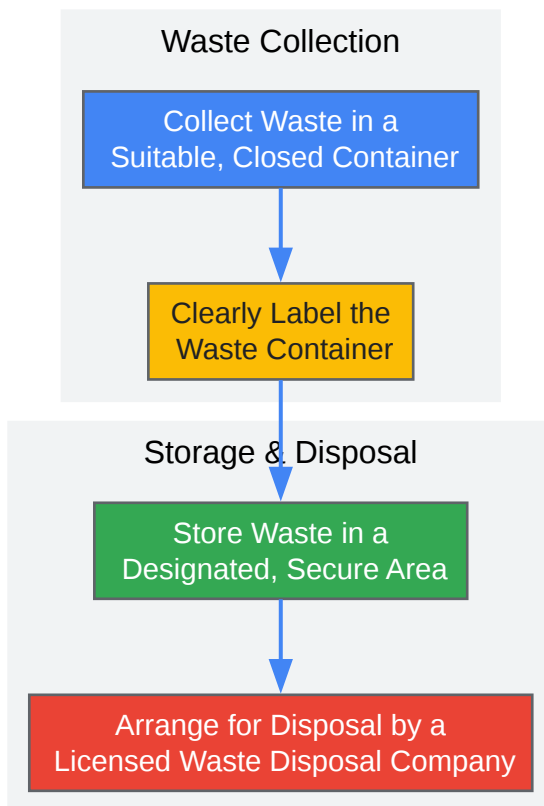 Waste Collection
Collect Waste in a
Suitable, Closed Container
Clearly Label the
Waste Container
Storage & Disposal
Store Waste in a
Designated, Secure Area
Arrange for Disposal by a
Licensed Waste Disposal Company